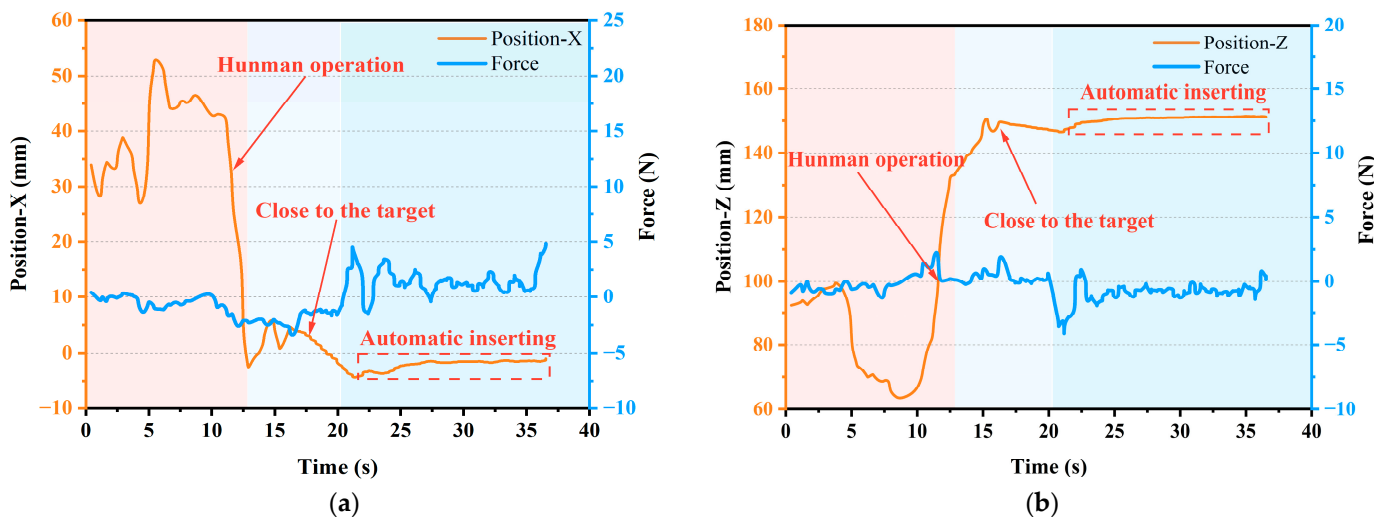 Position-X
Force
Hunman operation
Close to the target
Automatic inserting
Position-X (mm)
60
50
40
30
20
10
0
−10
Force (N)
25
20
15
10
5
0
−5
−10
0 5 10 15 20 25 30 35 40
Time (s)
(a)
Position-Z
Force
Automatic inserting
Hunman operation
Close to the target
Position-Z (mm)
180
160
140
120
100
80
60
Force (N)
20
15
10
5
0
−5
−10
0 5 10 15 20 25 30 35 40
Time (s)
(b)